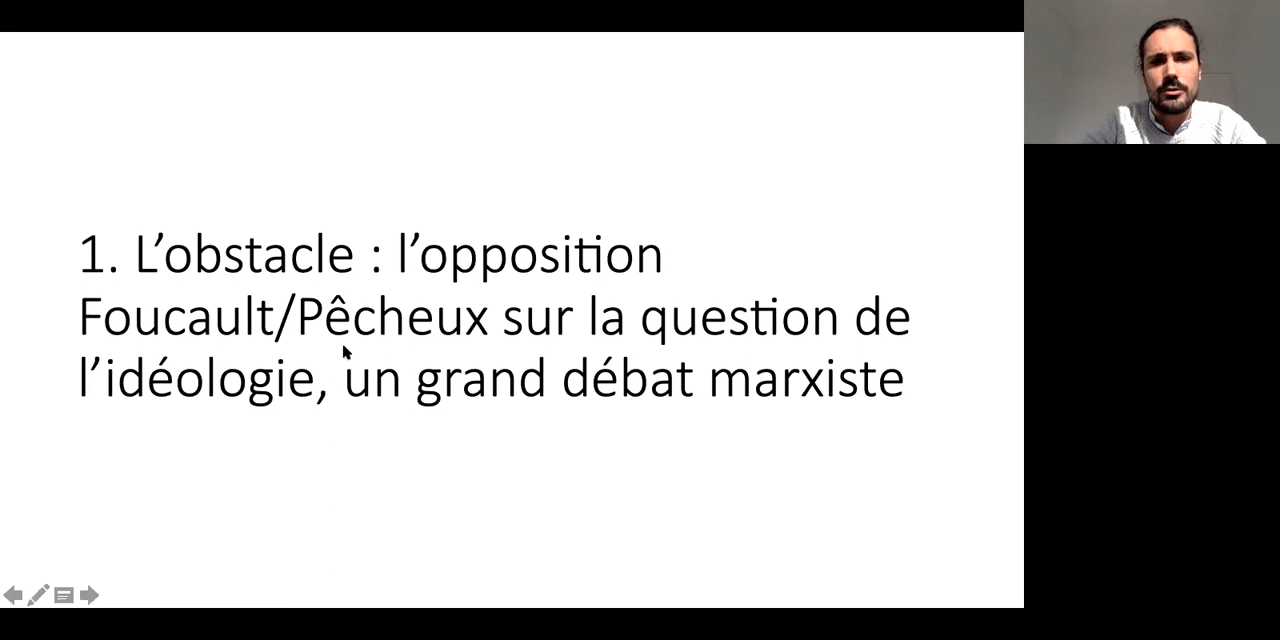 1. L’obstacle : l’opposition
Foucault/Pêcheux sur la question de
l’idéologie, un grand débat marxiste